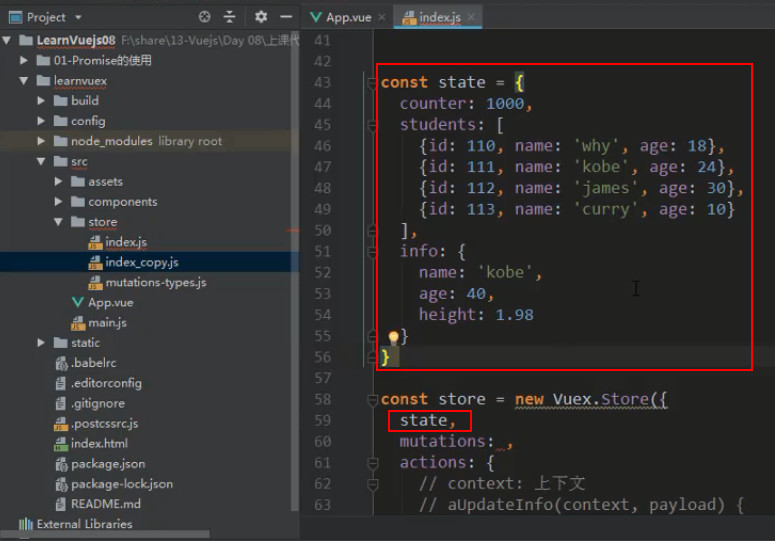 Project
LearnVuejs08 F:\share\13-Vuejs\Day 08\上课代
01-Promise的使用
learnvuex
build
config
node_modules library root
src
assets
components
store
index.js
index_copy.js
mutations-types.js
App.vue
main.js
static
.babelrc
.editorconfig
.gitignore
.postcssrc.js
index.html
package.json
package-lock.json
README.md
External Libraries
App.vue
index.js
41
42
43 const state = {
44 counter: 1000,
45 students: [
46 {id: 110, name: 'why', age: 18},
47 {id: 111, name: 'kobe', age: 24},
48 {id: 112, name: 'james', age: 30},
49 {id: 113, name: 'curry', age: 10}
50 ],
51 info: {
52 name: 'kobe',
53 age: 40,
54 height: 1.98
55 }
56 }
57
58 const store = new Vuex.Store({
59 state,
60 mutations: ,
61 actions: {
62 // context: 上下文
63 // aUpdateInfo(context, payload) {